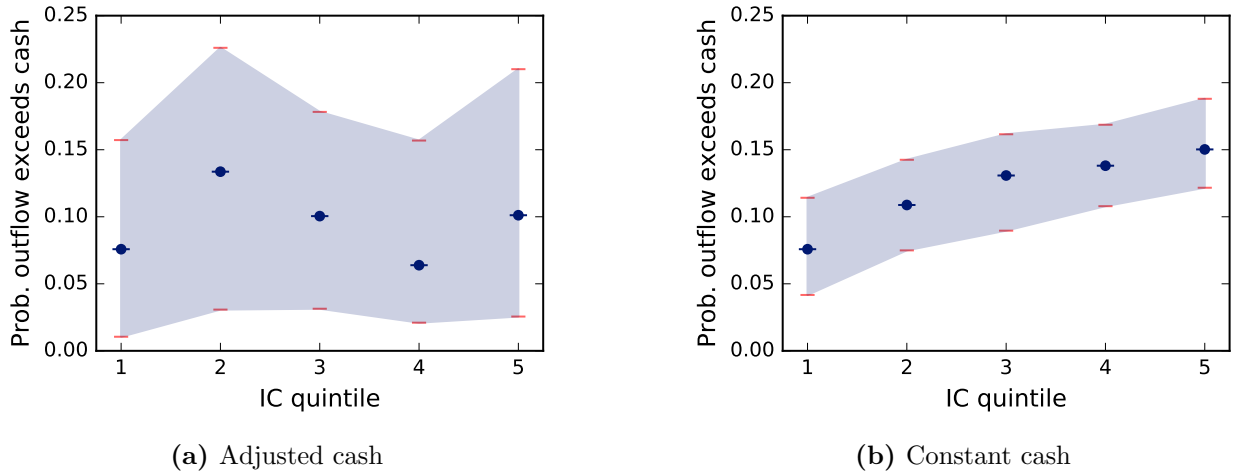 Prob. outflow exceeds cash
0.25
0.20
0.15
0.10
0.05
0.00
1 2 3 4 5
IC quintile
(a) Adjusted cash
Prob. outflow exceeds cash
0.25
0.20
0.15
0.10
0.05
0.00
1 2 3 4 5
IC quintile
(b) Constant cash